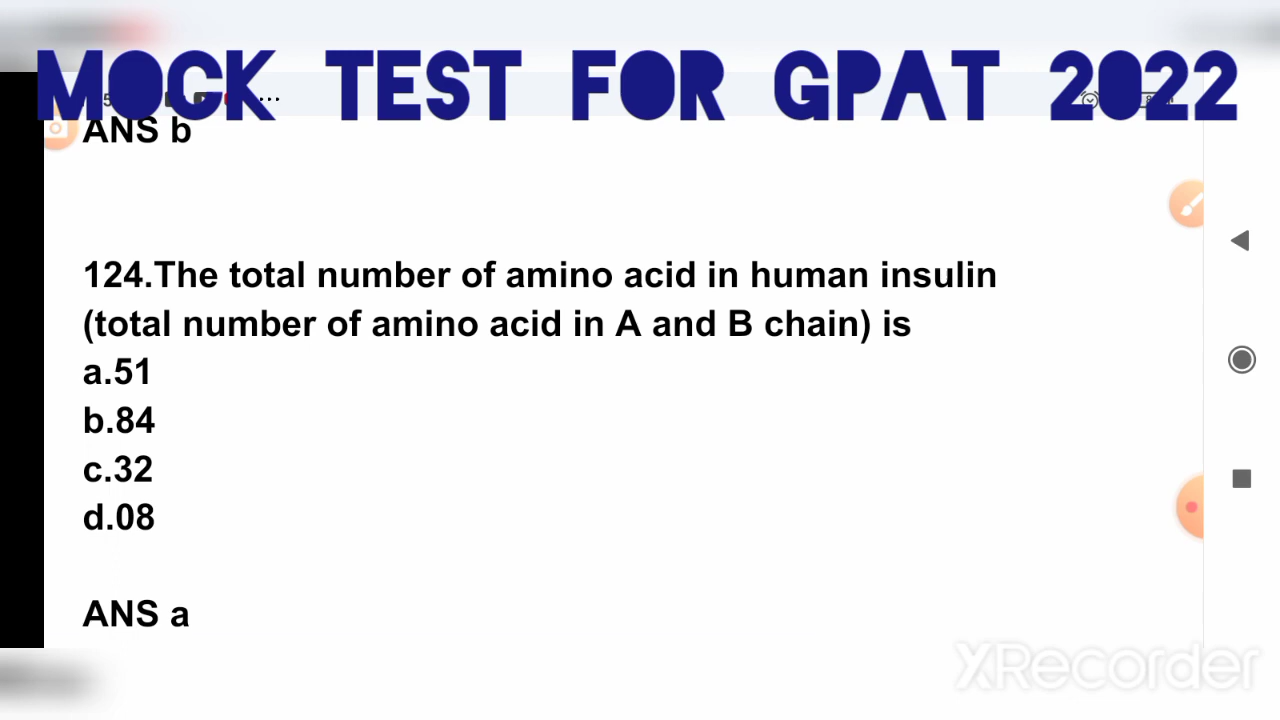 MOCK TEST FOR GPAT 2022
ANS b
124.The total number of amino acid in human insulin
(total number of amino acid in A and B chain) is
a.51
b.84
c.32
d.08
ANS a
XRecorder